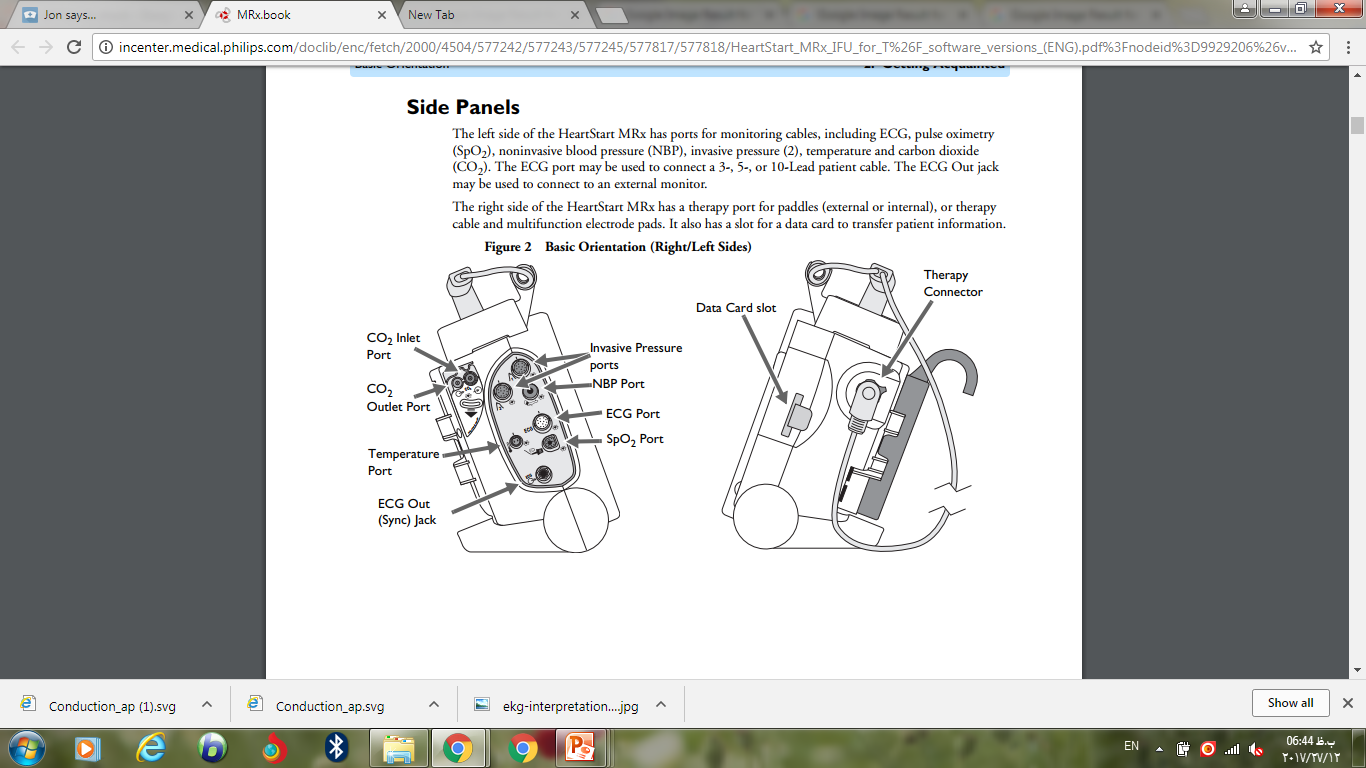 Jon says...
MRx.book
New Tab
incenter.medical.philips.com/doclib/enc/fetch/2000/4504/577242/577243/577245/577817/577818/HeartStart_MRx_IFU_for_T%26F_software_versions_(ENG).pdf%3Fnodeid%3D9929206%26v...
Basic Orientation
2: Getting Acquainted
Side Panels
The left side of the HeartStart MRx has ports for monitoring cables, including ECG, pulse oximetry
(SpO2), noninvasive blood pressure (NBP), invasive pressure (2), temperature and carbon dioxide
(CO2). The ECG port may be used to connect a 3-, 5-, or 10-Lead patient cable. The ECG Out jack
may be used to connect to an external monitor.
The right side of the HeartStart MRx has a therapy port for paddles (external or internal), or therapy
cable and multifunction electrode pads. It also has a slot for a data card to transfer patient information.
Figure 2 Basic Orientation (Right/Left Sides)
CO2 Inlet
Port
CO2
Outlet Port
Temperature
Port
ECG Out
(Sync) Jack
Invasive Pressure
ports
NBP Port
ECG Port
SpO2 Port
ECG
Data Card slot
Therapy
Connector
Conduction_ap (1).svg
Conduction_ap.svg
ekg-interpretation....jpg
Show all
EN
06:44 ب.ظ